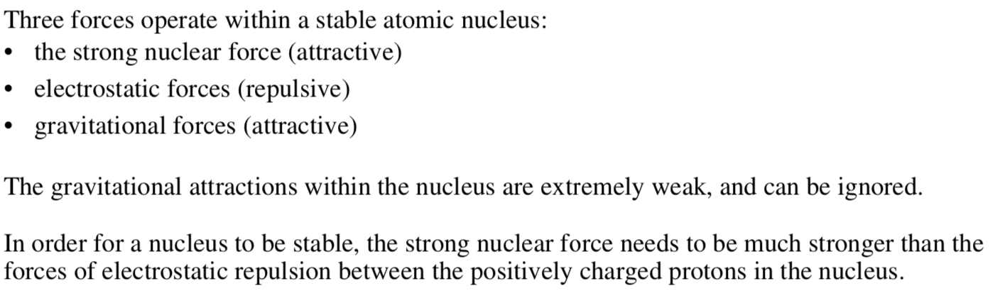 Three forces operate within a stable atomic nucleus:
• the strong nuclear force (attractive)
• electrostatic forces (repulsive)
• gravitational forces (attractive)
The gravitational attractions within the nucleus are extremely weak, and can be ignored.
In order for a nucleus to be stable, the strong nuclear force needs to be much stronger than the
forces of electrostatic repulsion between the positively charged protons in the nucleus.